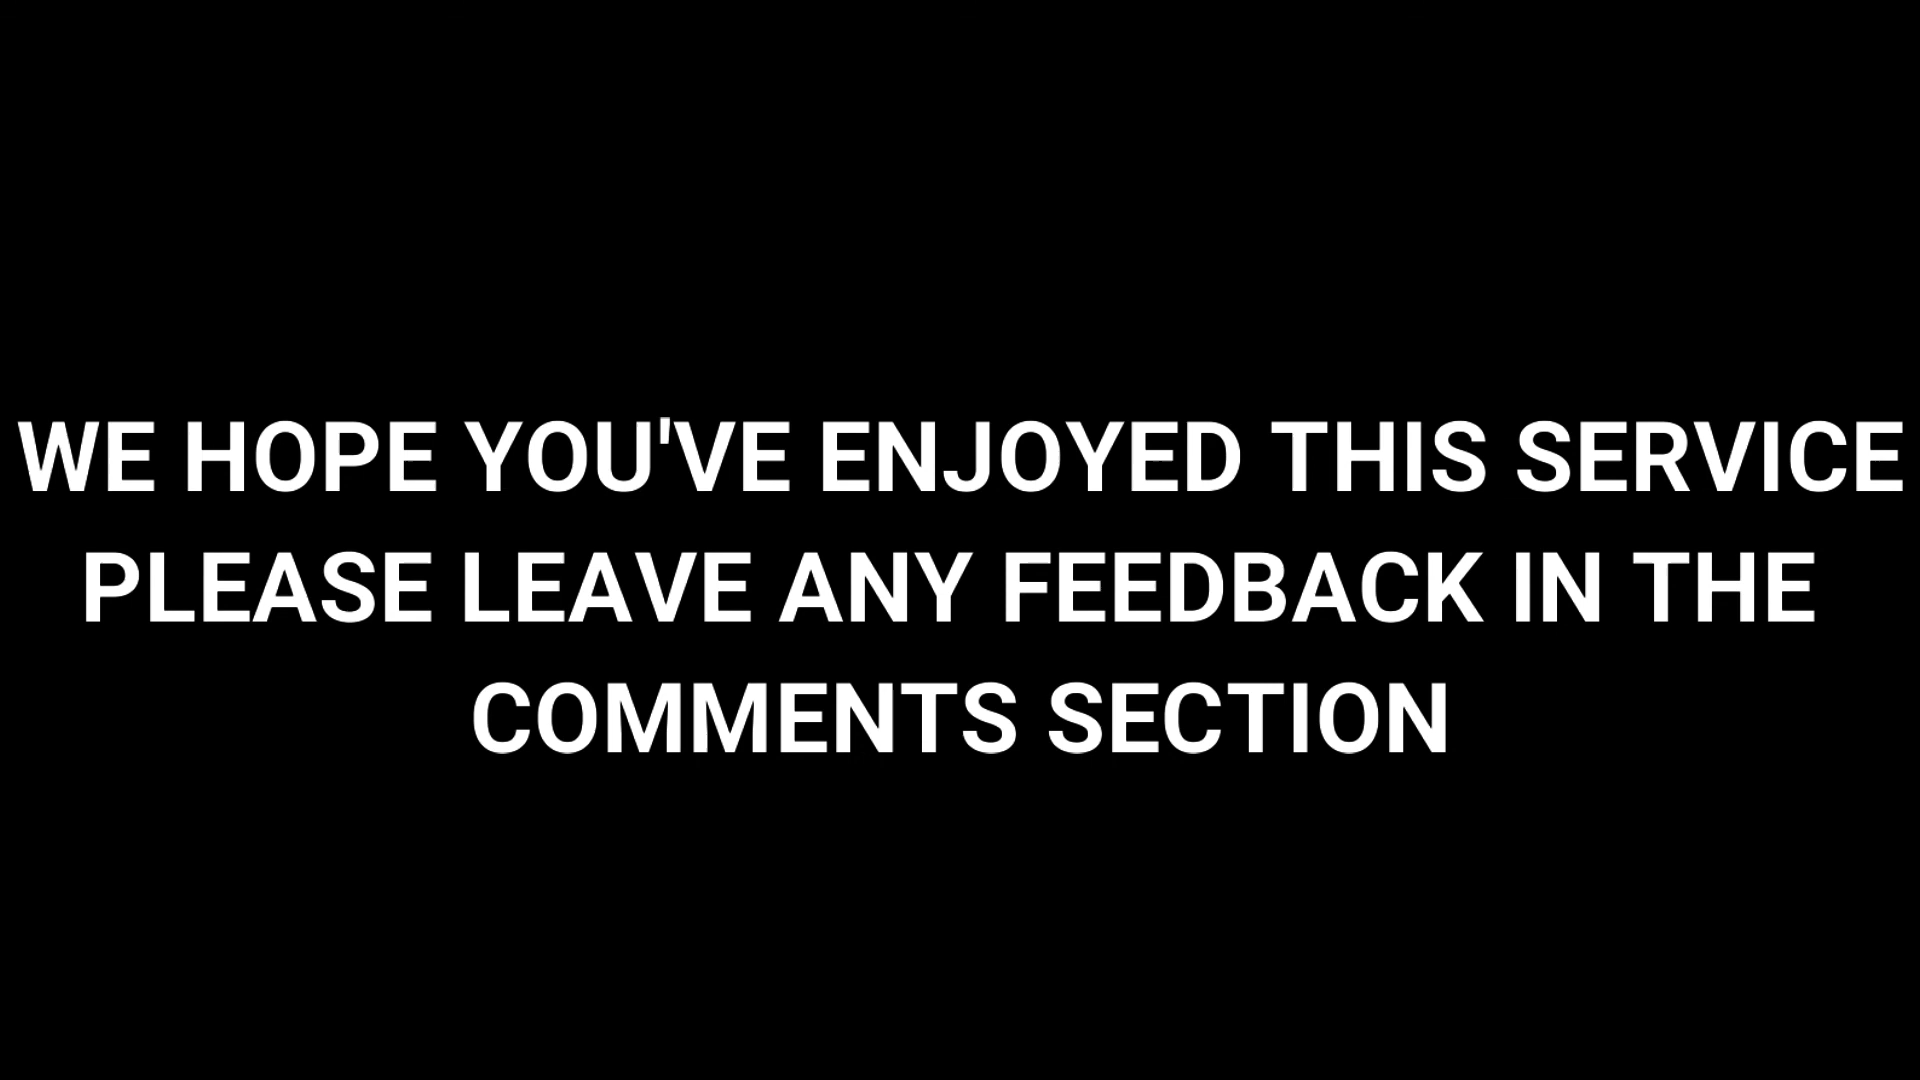 WE HOPE YOU'VE ENJOYED THIS SERVICE
PLEASE LEAVE ANY FEEDBACK IN THE
COMMENTS SECTION